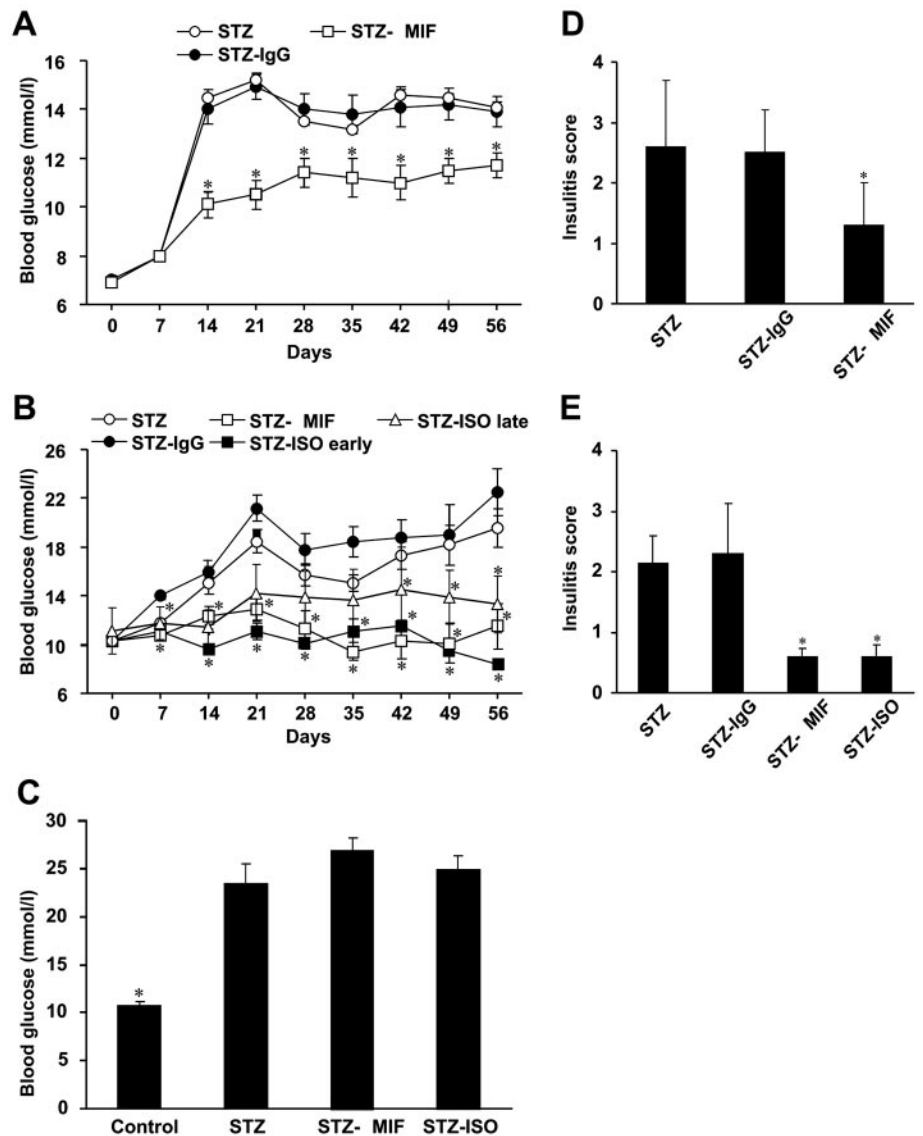 A
STZ STZ- MIF
STZ-IgG
Blood glucose (mmol/l)
16
14
12
10
8
6
* * * * * * *
0 7 14 21 28 35 42 49 56
Days
B
STZ STZ- MIF STZ-ISO late
STZ-IgG STZ-ISO early
Blood glucose (mmol/l)
26
22
18
14
10
6
* * * * * * * *
* * * * * * * *
* * *
0 7 14 21 28 35 42 49 56
Days
C
Blood glucose (mmol/l)
30
25
20
15
10
5
0
*
Control STZ STZ- MIF STZ-ISO
D
Insulitis score
4
3
2
1
0
*
STZ STZ-IgG STZ- MIF
E
Insulitis score
4
3
2
1
0
* *
STZ STZ-IgG STZ- MIF STZ-ISO